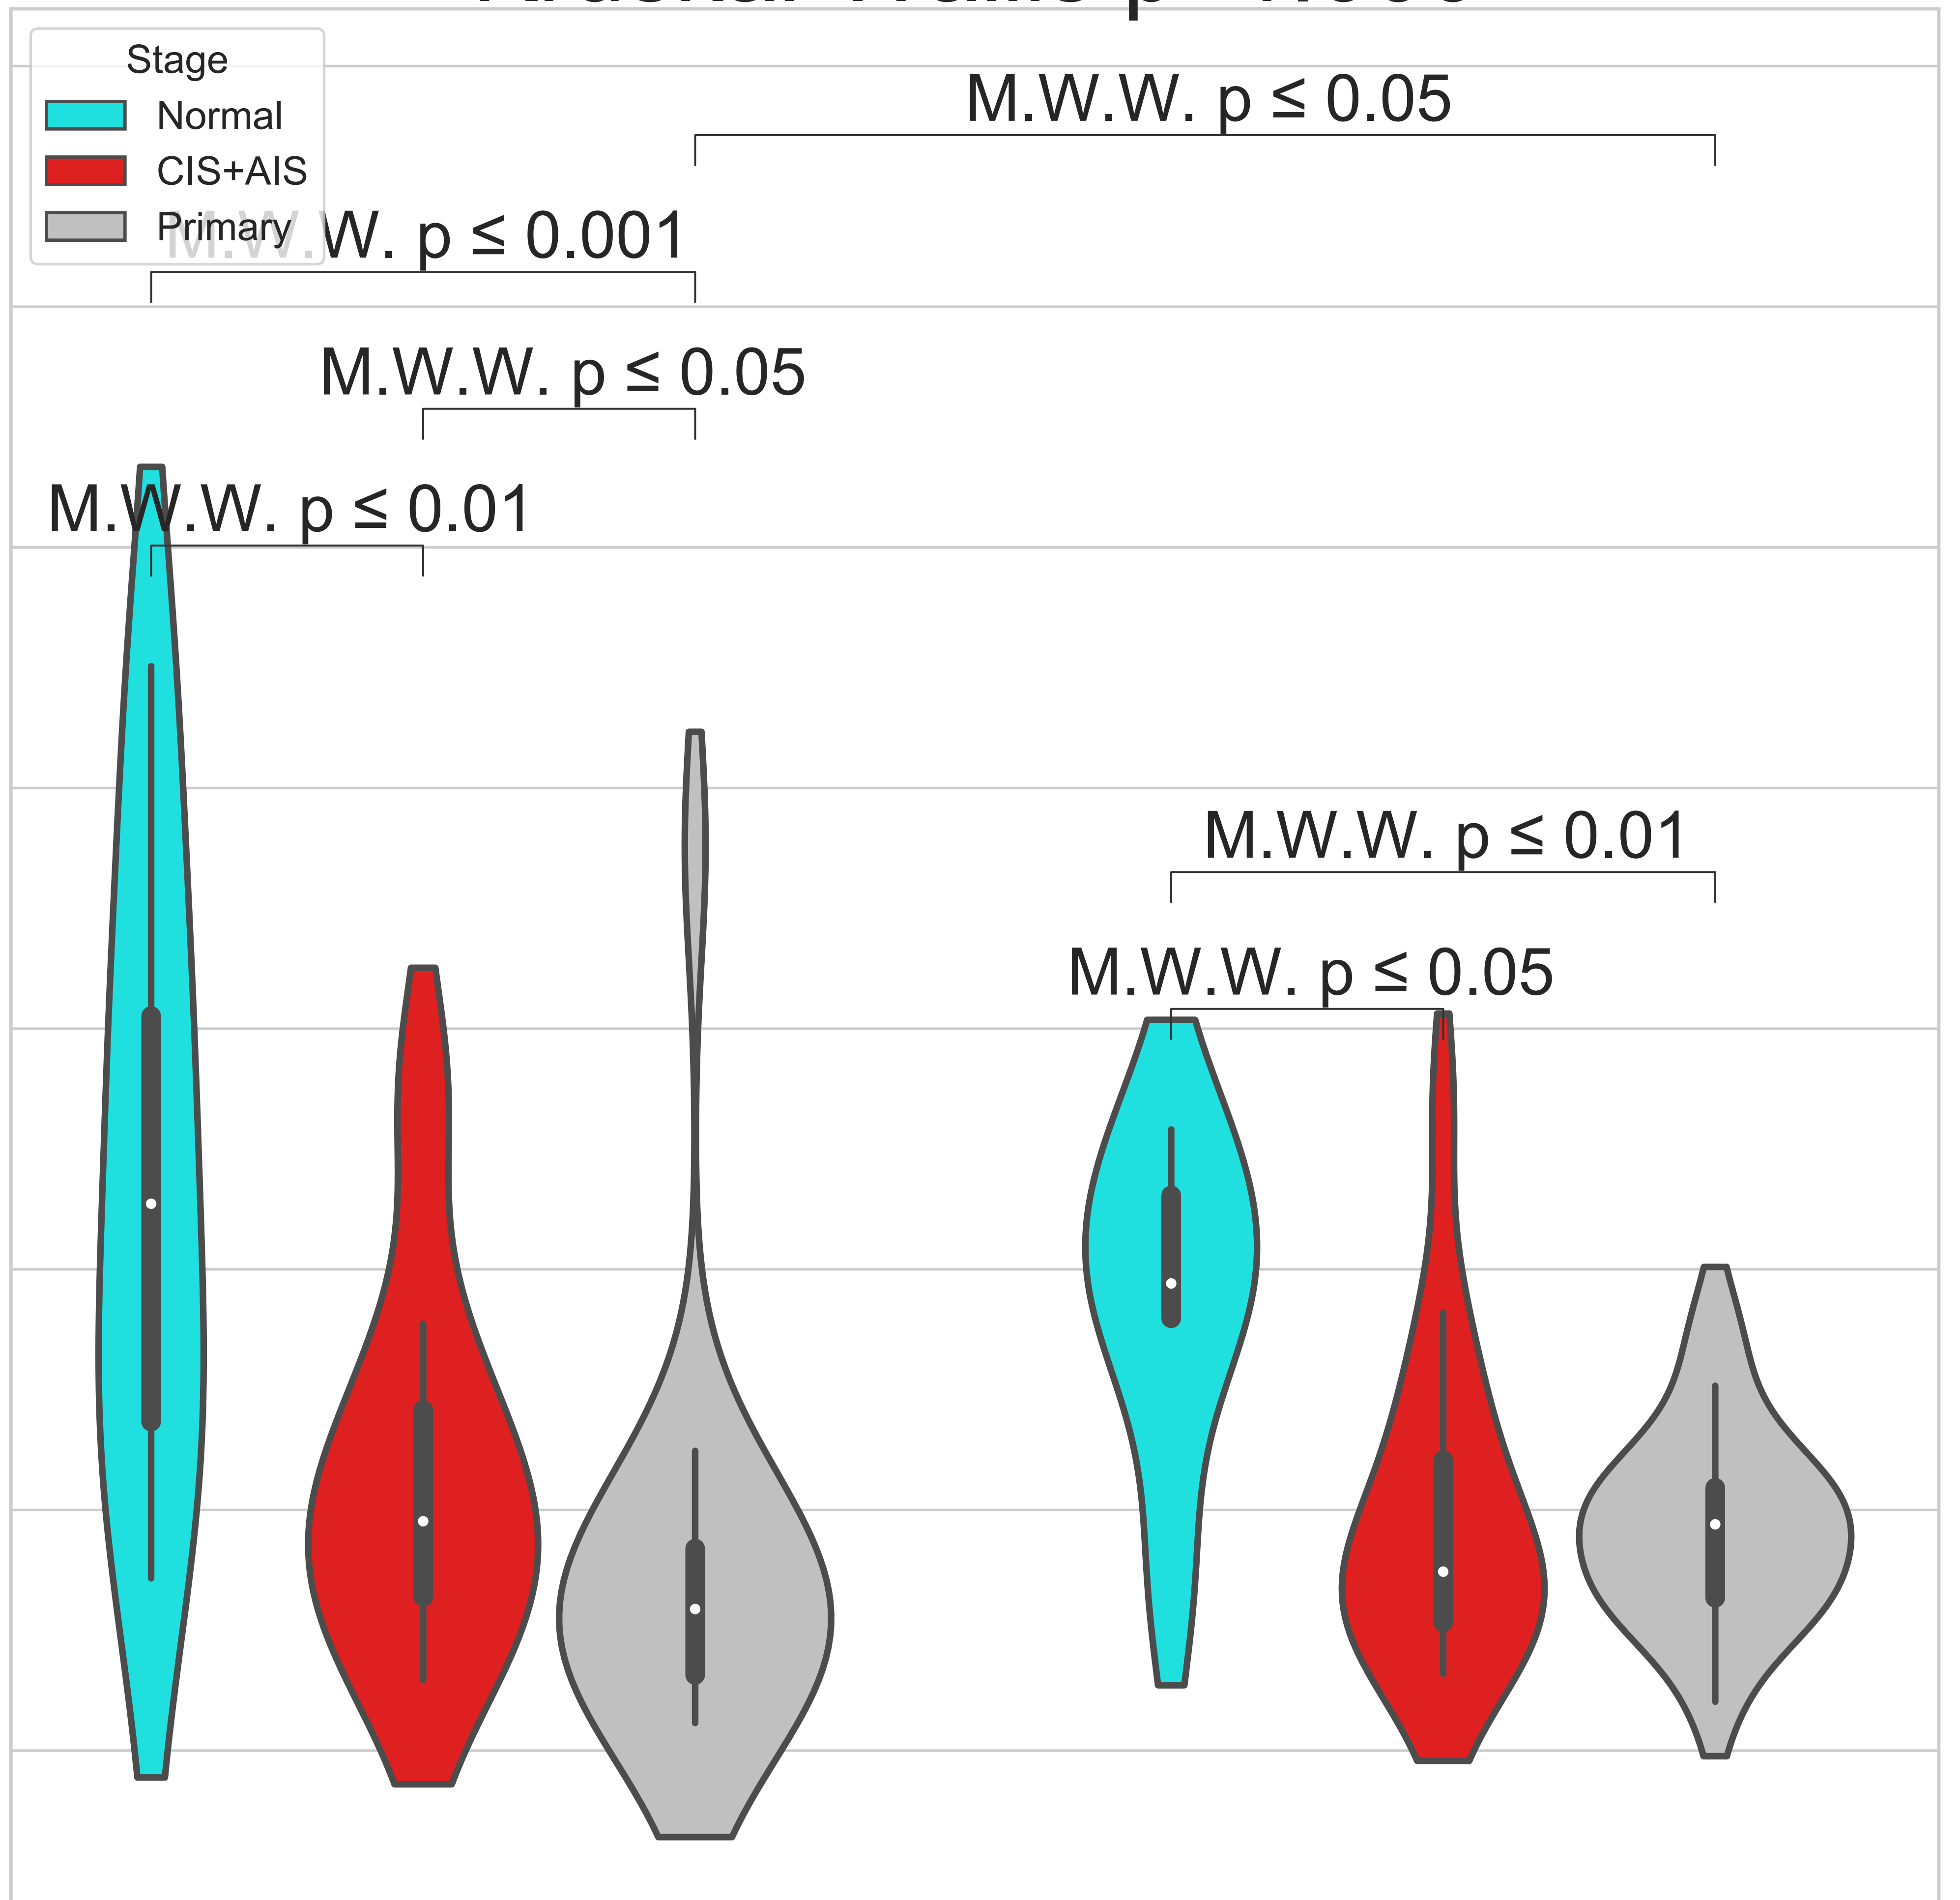 Stage
Normal
CIS+AIS
Primary
M.W.W. p ≤ 0.05
M.W.W. p ≤ 0.001
M.W.W. p ≤ 0.05
M.W.W. p ≤ 0.01
M.W.W. p ≤ 0.01
M.W.W. p ≤ 0.05